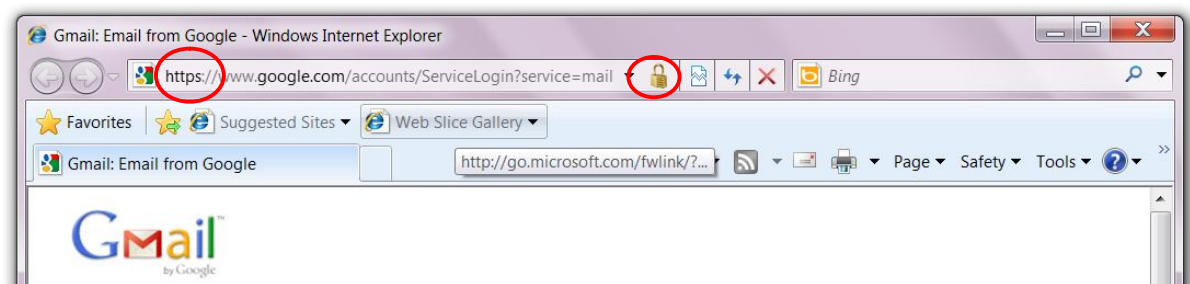 Gmail: Email from Google - Windows Internet Explorer
https://www.google.com/accounts/ServiceLogin?service=mail Bing
Favorites Suggested Sites Web Slice Gallery
Gmail: Email from Google http://go.microsoft.com/fwlink/?... Page Safety Tools
Gmail™
by Google